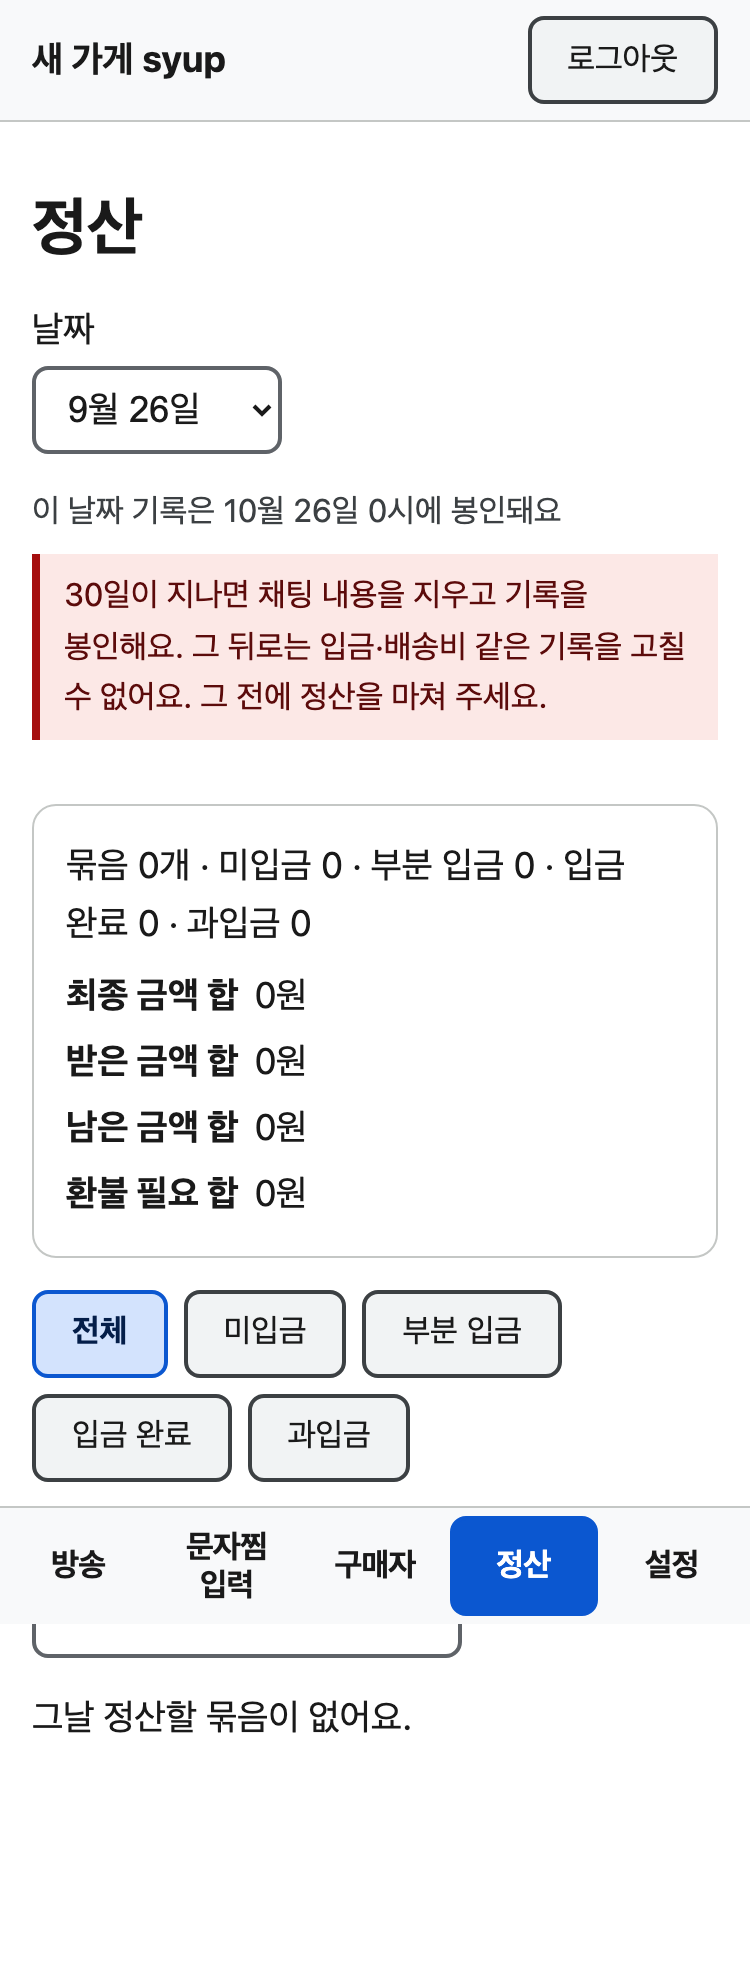 새 가게 syup
로그아웃
정산
날짜
9월 26일
이 날짜 기록은 10월 26일 0시에 봉인돼요
30일이 지나면 채팅 내용을 지우고 기록을
봉인해요. 그 뒤로는 입금·배송비 같은 기록을 고칠
수 없어요. 그 전에 정산을 마쳐 주세요.
묶음 0개 · 미입금 0 · 부분 입금 0 · 입금
완료 0 · 과입금 0
최종 금액 합 0원
받은 금액 합 0원
남은 금액 합 0원
환불 필요 합 0원
전체
미입금
부분 입금
입금 완료
과입금
방송
문자찜
입력
구매자
정산
설정
그날 정산할 묶음이 없어요.